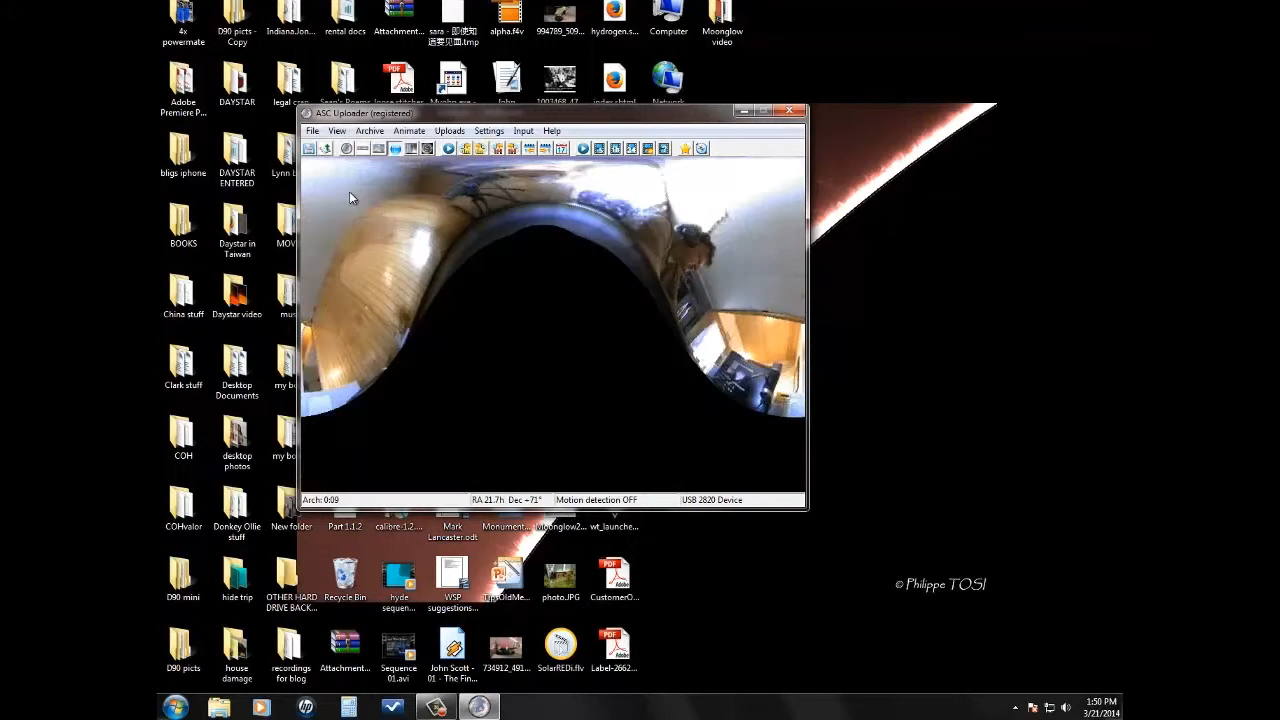 4x
powermate
D90 picts -
Copy
Indiana.Jon...
rental docs
Attachment...
sara - 即使知
道要见面.tmp
alpha.f4v
994789_509...
hydrogen.s...
Computer
Moonglow
video
Adobe
Premiere P...
DAYSTAR
ASC Uploader (registered)
File View Archive Animate Uploads Settings Input Help
bligs iphone
DAYSTAR
ENTERED
BOOKS
Daystar in
Taiwan
China stuff
Daystar video
Clark stuff
Desktop
Documents
COH
desktop
photos
Arch: 0:09 RA 21.7h Dec +71° Motion detection OFF USB 2820 Device
COHvalor
Donkey Ollie
stuff
New folder
Part 1.1.2
calibre-1.2....
Mark
Lancaster.odt
Monument...
Moonglow2...
wt_launche...
D90 mini
hide trip
OTHER HARD
DRIVE BACK...
Recycle Bin
hyde
sequen...
WSP
suggestions...
TipsOldMe...
photo.JPG
CustomerO...
© Philippe TOSI
D90 picts
house
damage
recordings
for blog
Attachment...
Sequence
01.avi
John Scott -
01 - The Fin...
734912_491...
SolarREDi.flv
Label-2662...
1:50 PM
3/21/2014